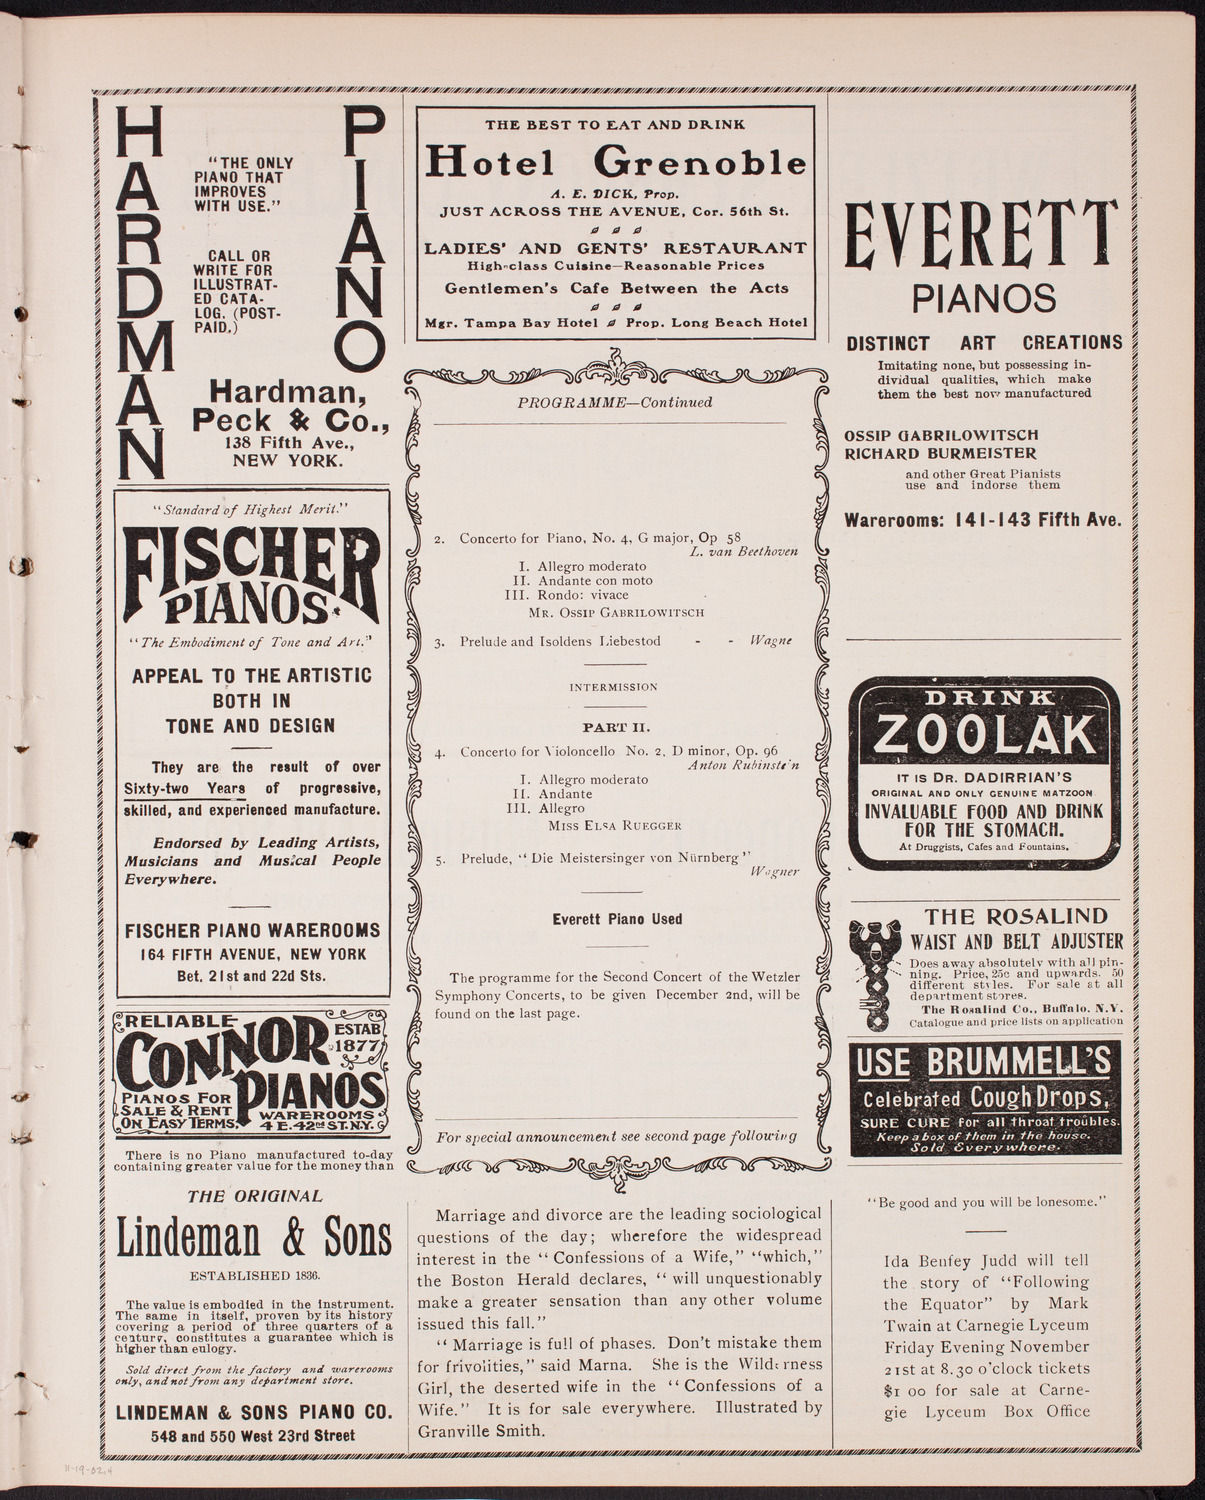 HARDMAN
PIANO
"THE ONLY
PIANO THAT
IMPROVES
WITH USE."
CALL OR
WRITE FOR
ILLUSTRAT-
ED CATA-
LOG. (POST-
PAID.)
Hardman,
Peck & Co.,
138 Fifth Ave.,
NEW YORK.
"Standard of Highest Merit."
FISCHER
PIANOS
"The Embodiment of Tone and Art."
APPEAL TO THE ARTISTIC
BOTH IN
TONE AND DESIGN
They are the result of over
Sixty-two Years of progressive,
skilled, and experienced manufacture.
Endorsed by Leading Artists,
Musicians and Musical People
Everywhere.
FISCHER PIANO WAREROOMS
164 FIFTH AVENUE, NEW YORK
Bet. 21st and 22d Sts.
RELIABLE
CONNOR
ESTAB
1877
PIANOS
PIANOS FOR
SALE & RENT
ON EASY TERMS.
WAREROOMS
4 E. 42nd ST. N.Y.
There is no Piano manufactured to-day
containing greater value for the money than
THE ORIGINAL
Lindeman & Sons
ESTABLISHED 1836.
The value is embodied in the instrument.
The same in itself, proven by its history
covering a period of three quarters of a
century, constitutes a guarantee which is
higher than eulogy.
Sold direct from the factory and warerooms
only, and not from any department store.
LINDEMAN & SONS PIANO CO.
548 and 550 West 23rd Street
THE BEST TO EAT AND DRINK
Hotel Grenoble
A. E. DICK, Prop.
JUST ACROSS THE AVENUE, Cor. 56th St.
LADIES' AND GENTS' RESTAURANT
High-class Cuisine—Reasonable Prices
Gentlemen's Cafe Between the Acts
Mgr. Tampa Bay Hotel Prop. Long Beach Hotel
PROGRAMME—Continued
2. Concerto for Piano, No. 4, G major, Op 58
L. van Beethoven
I. Allegro moderato
II. Andante con moto
III. Rondo: vivace
MR. OSSIP GABRILOWITSCH
3. Prelude and Isoldens Liebestod - - Wagne
INTERMISSION
PART II.
4. Concerto for Violoncello No. 2, D minor, Op. 96
Anton Rubinstein
I. Allegro moderato
II. Andante
III. Allegro
MISS ELSA RUEGGER
5. Prelude, "Die Meistersinger von Nürnberg"
Wagner
Everett Piano Used
The programme for the Second Concert of the Wetzler
Symphony Concerts, to be given December 2nd, will be
found on the last page.
For special announcement see second page following
Marriage and divorce are the leading sociological
questions of the day; wherefore the widespread
interest in the "Confessions of a Wife," "which,"
the Boston Herald declares, "will unquestionably
make a greater sensation than any other volume
issued this fall."
"Marriage is full of phases. Don't mistake them
for frivolities," said Marna. She is the Wilderness
Girl, the deserted wife in the "Confessions of a
Wife." It is for sale everywhere. Illustrated by
Granville Smith.
EVERETT
PIANOS
DISTINCT ART CREATIONS
Imitating none, but possessing in-
dividual qualities, which make
them the best now manufactured
OSSIP GABRILOWITSCH
RICHARD BURMEISTER
and other Great Pianists
use and indorse them
Warerooms: 141-143 Fifth Ave.
DRINK
ZOOLAK
IT IS DR. DADIRRIAN'S
ORIGINAL AND ONLY GENUINE MATZOON
INVALUABLE FOOD AND DRINK
FOR THE STOMACH.
At Druggists, Cafes and Fountains.
THE ROSALIND
WAIST AND BELT ADJUSTER
Does away absolutely with all pin-
ning. Price, 25c and upwards. 50
different styles. For sale at all
department stores.
The Rosalind Co., Buffalo. N.Y.
Catalogue and price lists on application
USE BRUMMELL'S
Celebrated Cough Drops,
SURE CURE for all throat troubles.
Keep a box of them in the house.
Sold Everywhere.
"Be good and you will be lonesome."
Ida Benfey Judd will tell
the story of "Following
the Equator" by Mark
Twain at Carnegie Lyceum
Friday Evening November
21st at 8.30 o'clock tickets
$1 00 for sale at Carne-
gie Lyceum Box Office
11-19-02.4